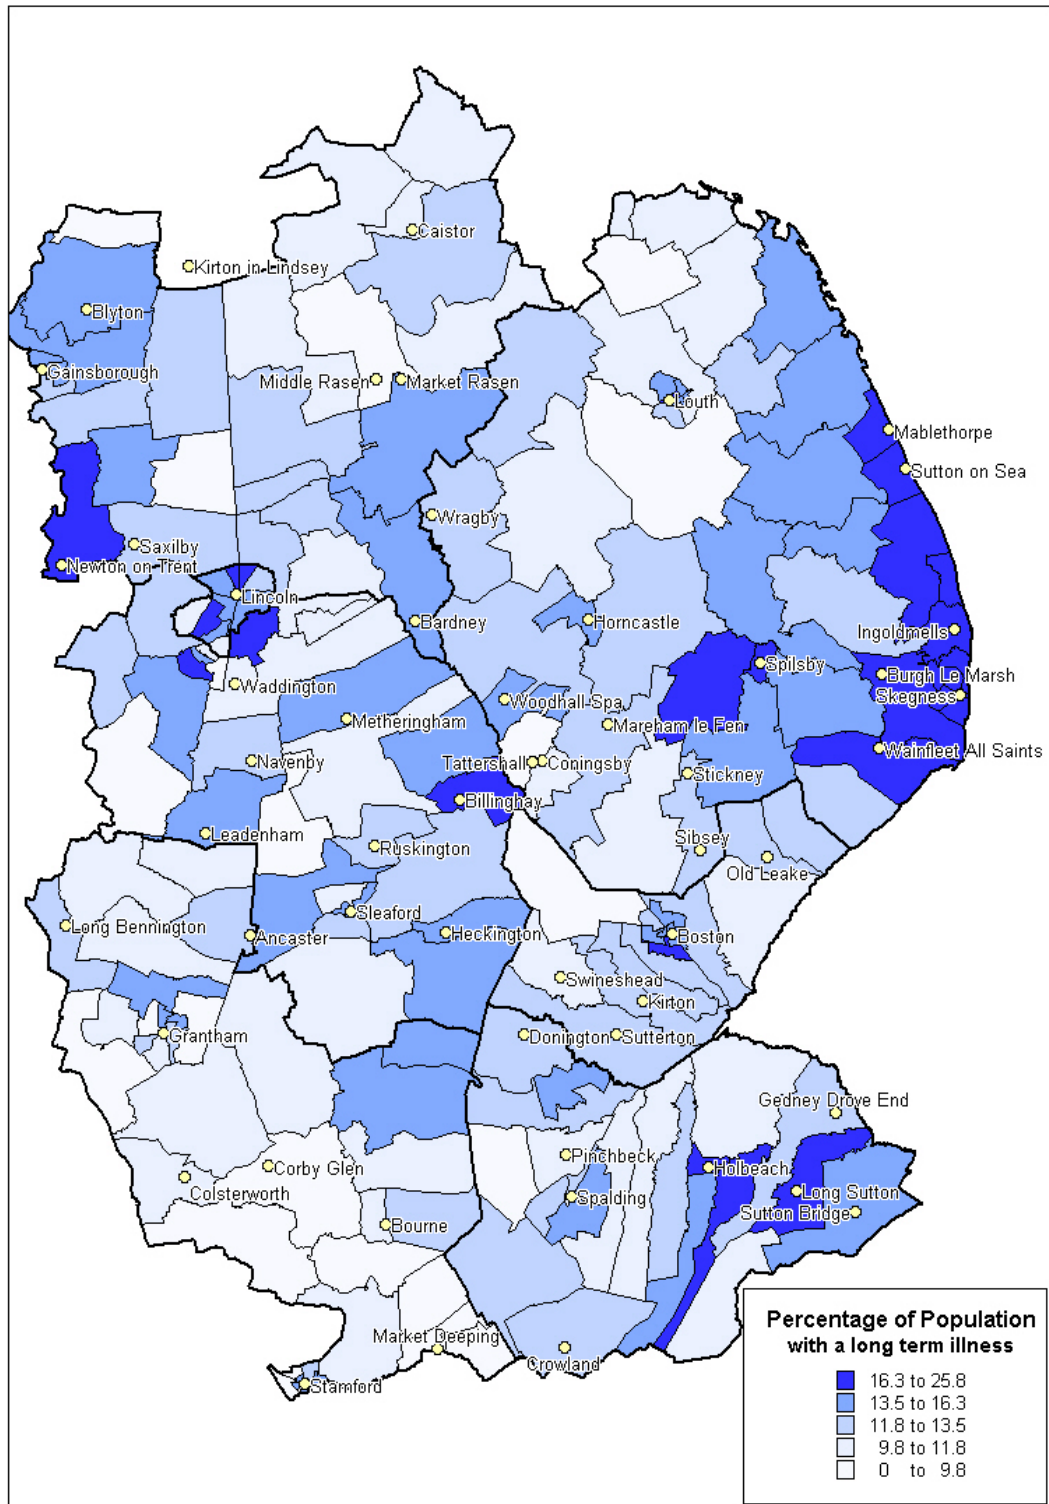 Caistor
Kirton in Lindsey
Blyton
Gainsborough
Middle Rasen
Market Rasen
Louth
Mablethorpe
Sutton on Sea
Wragby
Saxilby
Newton on Trent
Lincoln
Bardney
Horncastle
Ingoldmells
Spilsby
Burgh Le Marsh
Skegness
Waddington
Woodhall Spa
Metheringham
Mareham le Fen
Wainfleet All Saints
Navenby
Tattershall
Coningsby
Stickney
Billinghay
Leadenham
Ruskington
Sibsey
Old Leake
Sleaford
Long Bennington
Ancaster
Heckington
Boston
Swineshead
Kirton
Grantham
Donington
Sutterton
Gedney Drove End
Pinchbeck
Holbeach
Corby Glen
Colsterworth
Spalding
Long Sutton
Sutton Bridge
Bourne
Market Deeping
Crowland
Stamford
Percentage of Population
with a long term illness
16.3 to 25.8
13.5 to 16.3
11.8 to 13.5
9.8 to 11.8
0 to 9.8